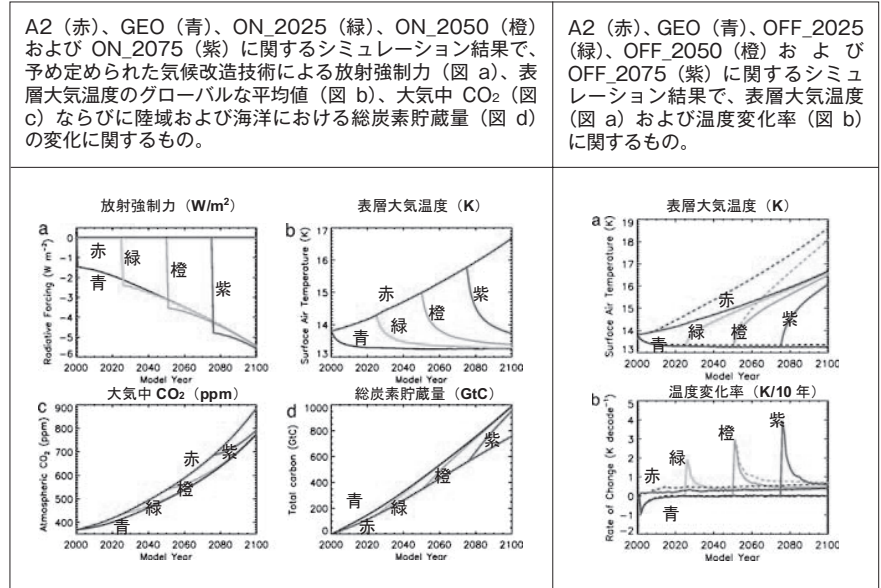 A2（赤）、GEO（青）、ON_2025（緑）、ON_2050（橙）
および ON_2075（紫）に関するシミュレーション結果で、
予め定められた気候改造技術による放射強制力（図 a）、表
層大気温度のグローバルな平均値（図 b）、大気中 CO₂（図
c）ならびに陸域および海洋における総炭素貯蔵量（図 d）
の変化に関するもの。
A2（赤）、GEO（青）、OFF_2025
（緑）、OFF_2050（橙）および
OFF_2075（紫）に関するシミュ
レーション結果で、表層大気温度
（図 a）および温度変化率（図 b）
に関するもの。
放射強制力（W/m²）
a
Radiative Forcing (W m⁻²)
0
-1
-2
-3
-4
-5
-6
赤
緑
橙
紫
青
2000 2020 2040 2060 2080 2100
Model Year
表層大気温度（K）
b
Surface Air Temperature (K)
17
16
15
14
13
赤
紫
橙
緑
青
2000 2020 2040 2060 2080 2100
Model Year
大気中 CO₂（ppm）
c
Atmospheric CO₂ (ppm)
900
800
700
600
500
400
赤
紫
橙
緑
青
2000 2020 2040 2060 2080 2100
Model Year
総炭素貯蔵量（GtC）
d
Total carbon (GtC)
1000
800
600
400
200
0
紫
橙
青
緑
赤
2000 2020 2040 2060 2080 2100
Model Year
表層大気温度（K）
a
Surface Air Temperature (K)
19
18
17
16
15
14
13
赤
紫
橙
緑
青
2000 2020 2040 2060 2080 2100
Model Year
温度変化率（K/10 年）
b
Rate of Change (K decade⁻¹)
5
4
3
2
1
0
-1
-2
紫
橙
緑
赤
青
2000 2020 2040 2060 2080 2100
Model Year